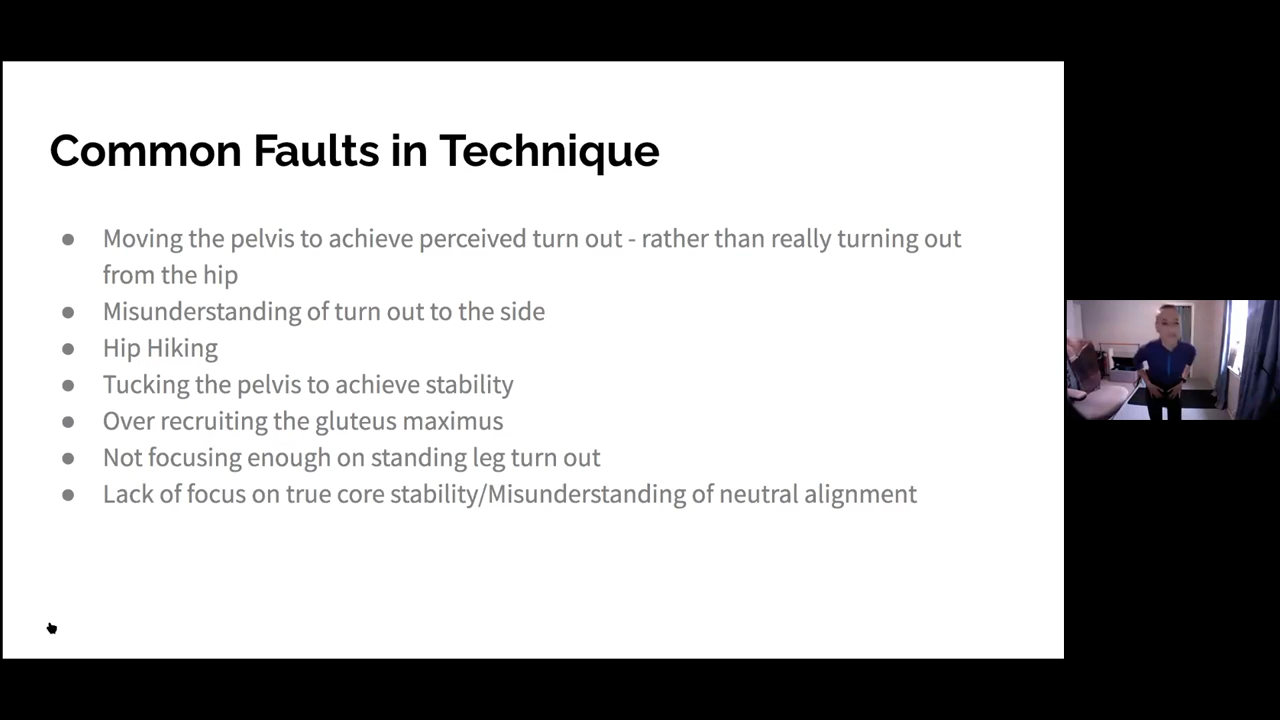 Common Faults in Technique
● Moving the pelvis to achieve perceived turn out - rather than really turning out
from the hip
● Misunderstanding of turn out to the side
● Hip Hiking
● Tucking the pelvis to achieve stability
● Over recruiting the gluteus maximus
● Not focusing enough on standing leg turn out
● Lack of focus on true core stability/Misunderstanding of neutral alignment